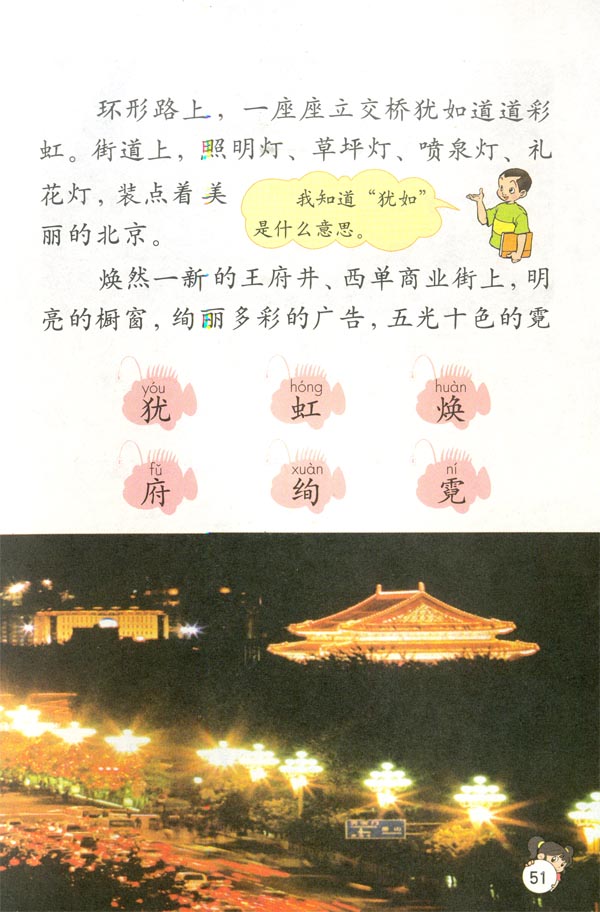 环形路上，一座座立交桥犹如道道彩
虹。街道上，照明灯、草坪灯、喷泉灯、礼
花灯，装点着美
丽的北京。
我知道“犹如”
是什么意思。
焕然一新的王府井、西单商业街上，明
亮的橱窗，绚丽多彩的广告，五光十色的霓
yóu hóng huàn
犹 虹 焕
fǔ xuàn ní
府 绚 霓
51